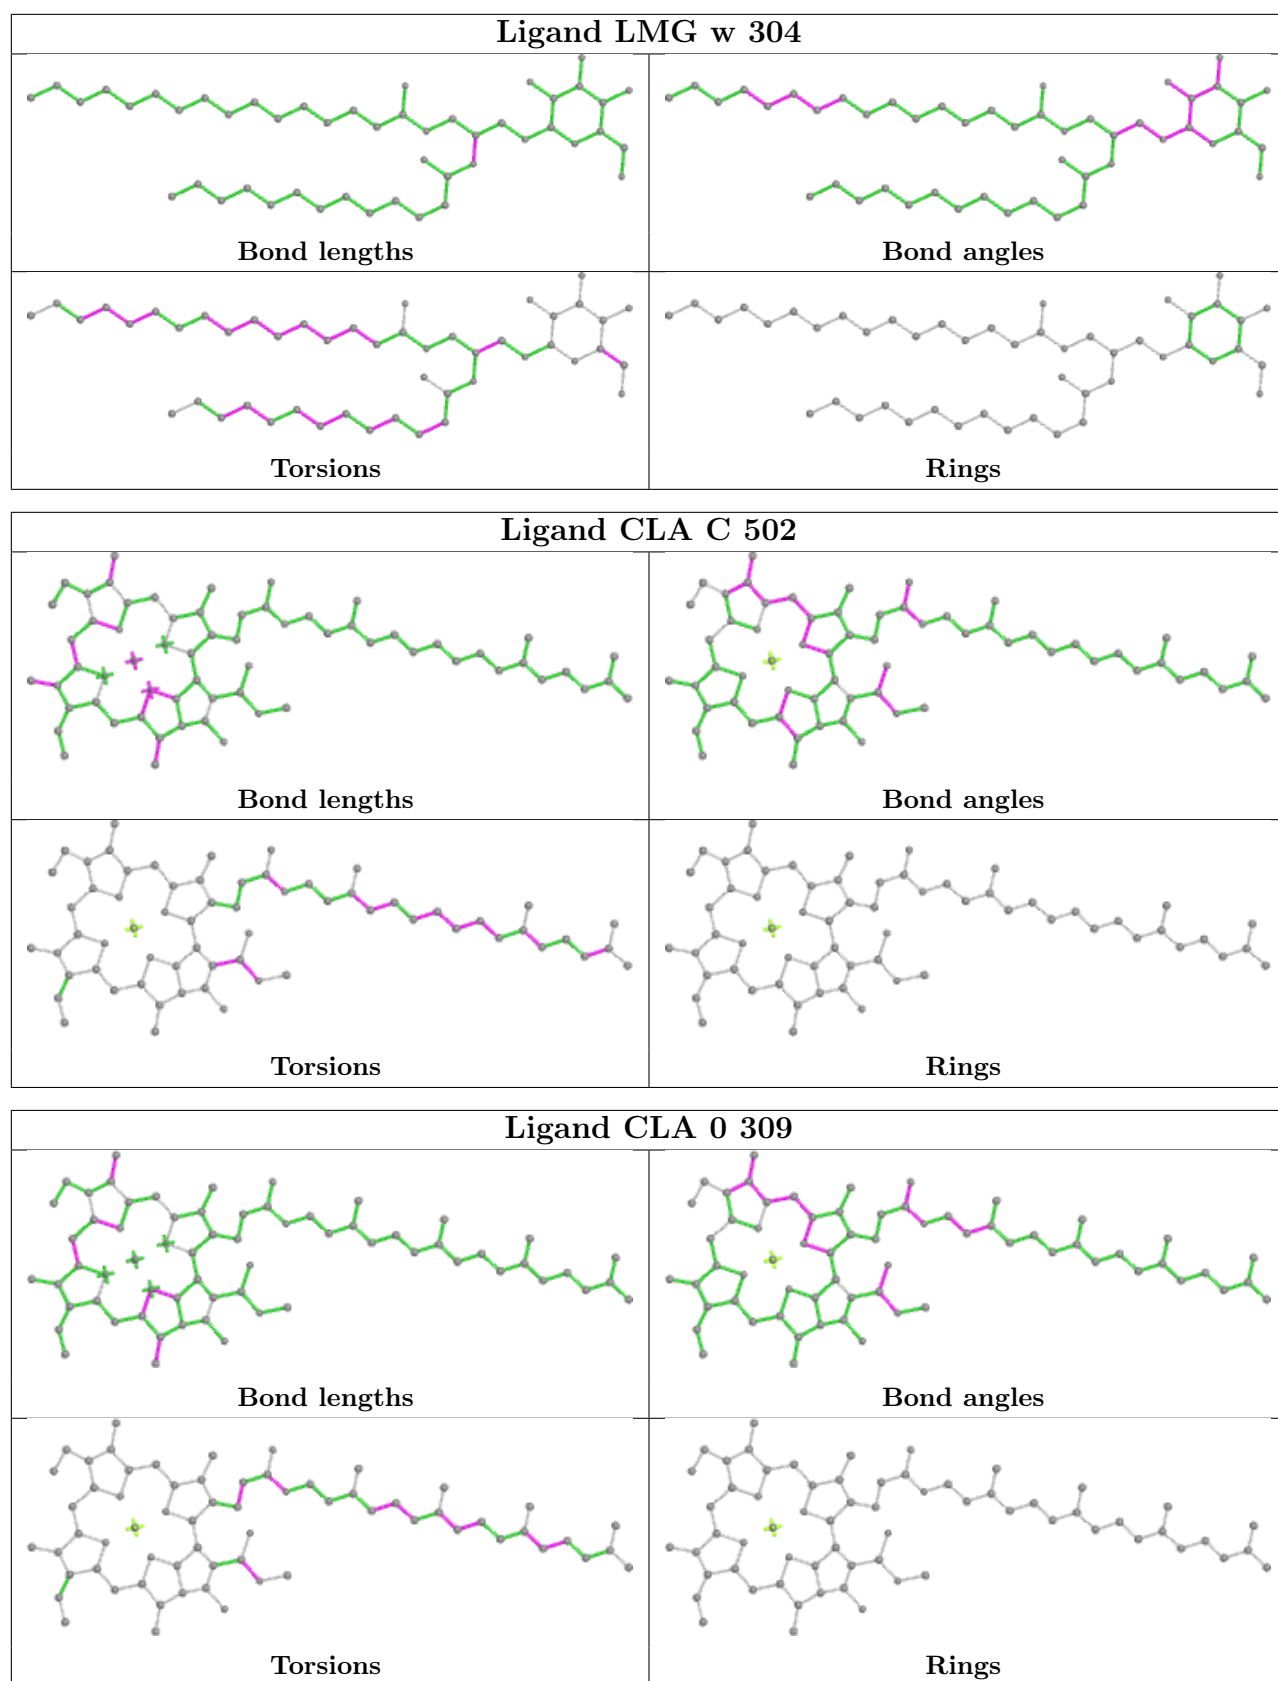 Ligand LMG w 304
Bond lengths
Bond angles
Torsions
Rings
Ligand CLA C 502
Bond lengths
Bond angles
Torsions
Rings
Ligand CLA 0 309
Bond lengths
Bond angles
Torsions
Rings